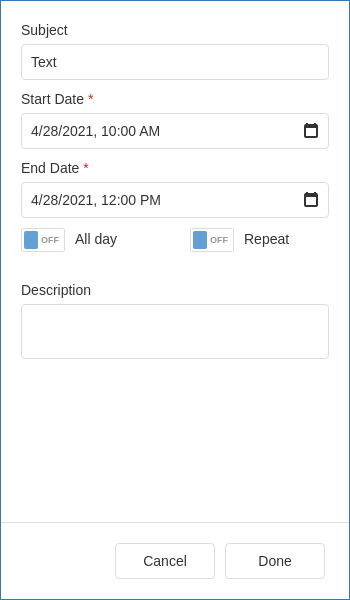 Subject
Text
Start Date *
4/28/2021, 10:00 AM
End Date *
4/28/2021, 12:00 PM
OFF All day OFF Repeat
Description
Cancel Done